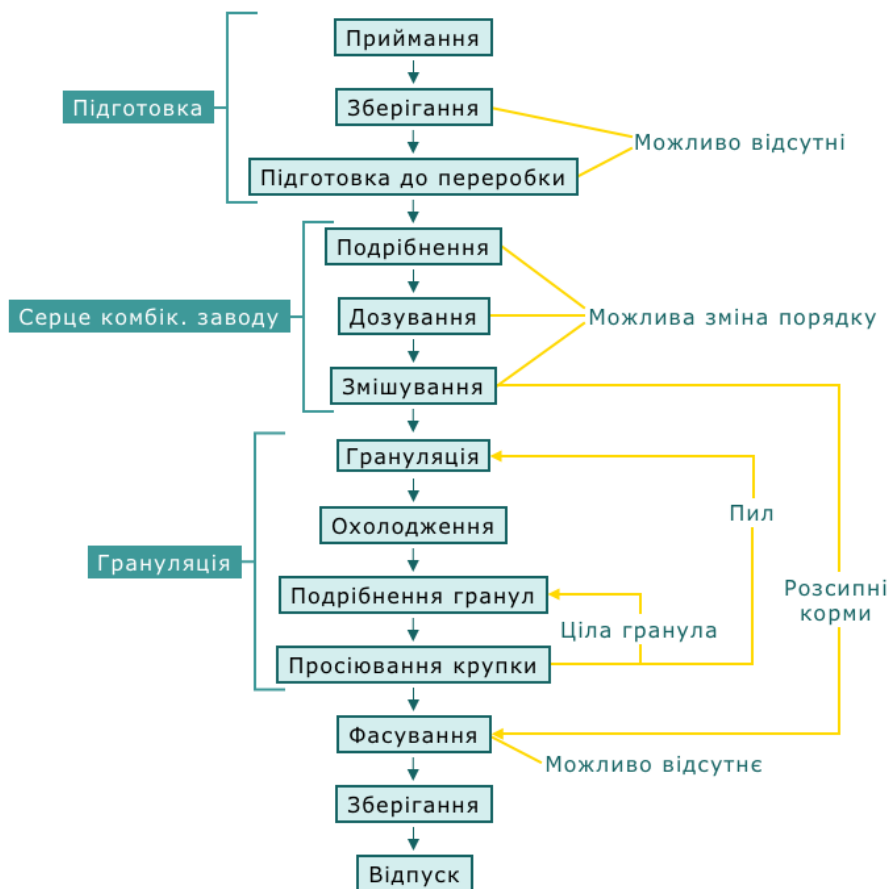 Приймання
Підготовка
Зберігання
Можливо відсутні
Підготовка до переробки
Подрібнення
Серце комбік. заводу
Дозування
Можлива зміна порядку
Змішування
Грануляція
Пил
Охолодження
Грануляція
Розсипні
корми
Подрібнення гранул
Ціла гранула
Просіювання крупки
Фасування
Можливо відсутнє
Зберігання
Відпуск